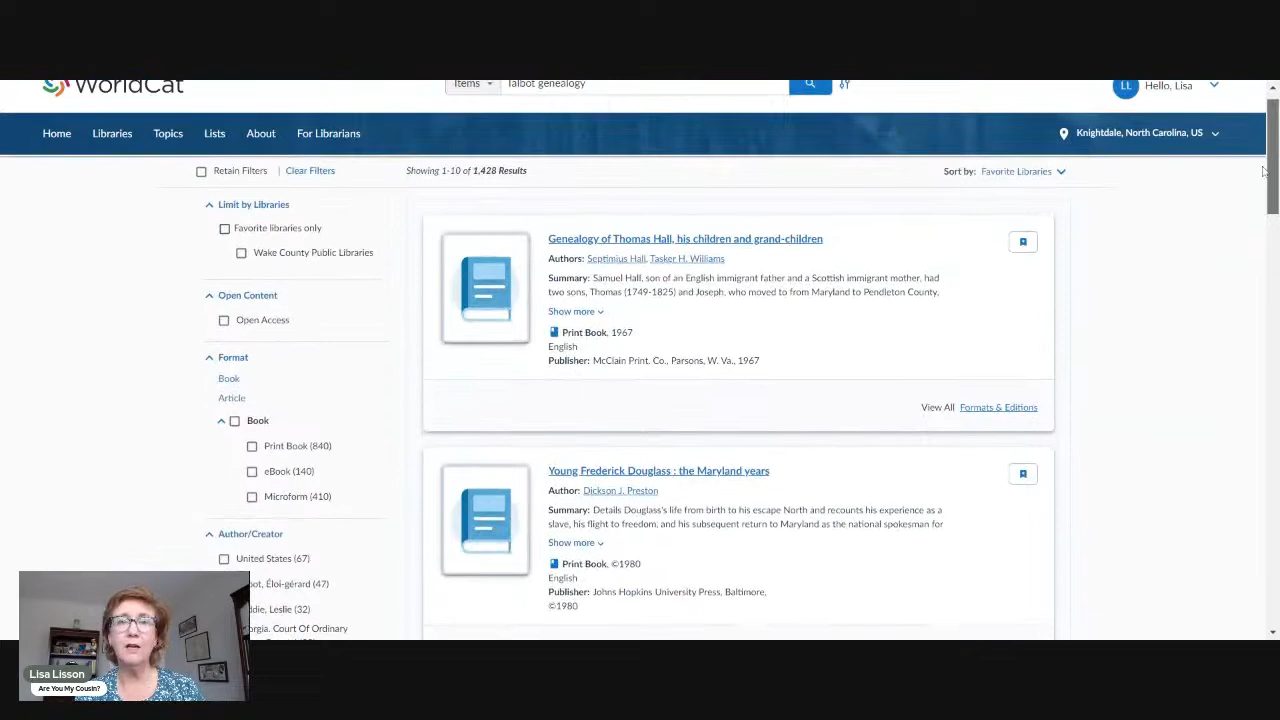 WorldCat
Items
Talbot genealogy
LL
Hello, Lisa
Home
Libraries
Topics
Lists
About
For Librarians
Knightdale, North Carolina, US
Retain Filters
Clear Filters
Showing 1-10 of 1,428 Results
Sort by: Favorite Libraries
Limit by Libraries
Favorite libraries only
Wake County Public Libraries
Open Content
Open Access
Format
Book
Article
Book
Print Book (840)
eBook (140)
Microform (410)
Author/Creator
United States (67)
Éloi-gérard (47)
Leslie (32)
Court Of Ordinary
Genealogy of Thomas Hall, his children and grand-children
Authors: Septimius Hall, Tasker H. Williams
Summary: Samuel Hall, son of an English immigrant father and a Scottish immigrant mother, had
two sons, Thomas (1749-1825) and Joseph, who moved to from Maryland to Pendleton County,
Show more
Print Book, 1967
English
Publisher: McClain Print. Co., Parsons, W. Va., 1967
View All Formats & Editions
Young Frederick Douglass : the Maryland years
Author: Dickson J. Preston
Summary: Details Douglass's life from birth to his escape North and recounts his experience as a
slave, his flight to freedom, and his subsequent return to Maryland as the national spokesman for
Show more
Print Book, ©1980
English
Publisher: Johns Hopkins University Press, Baltimore,
©1980
Lisa Lisson
Are You My Cousin?